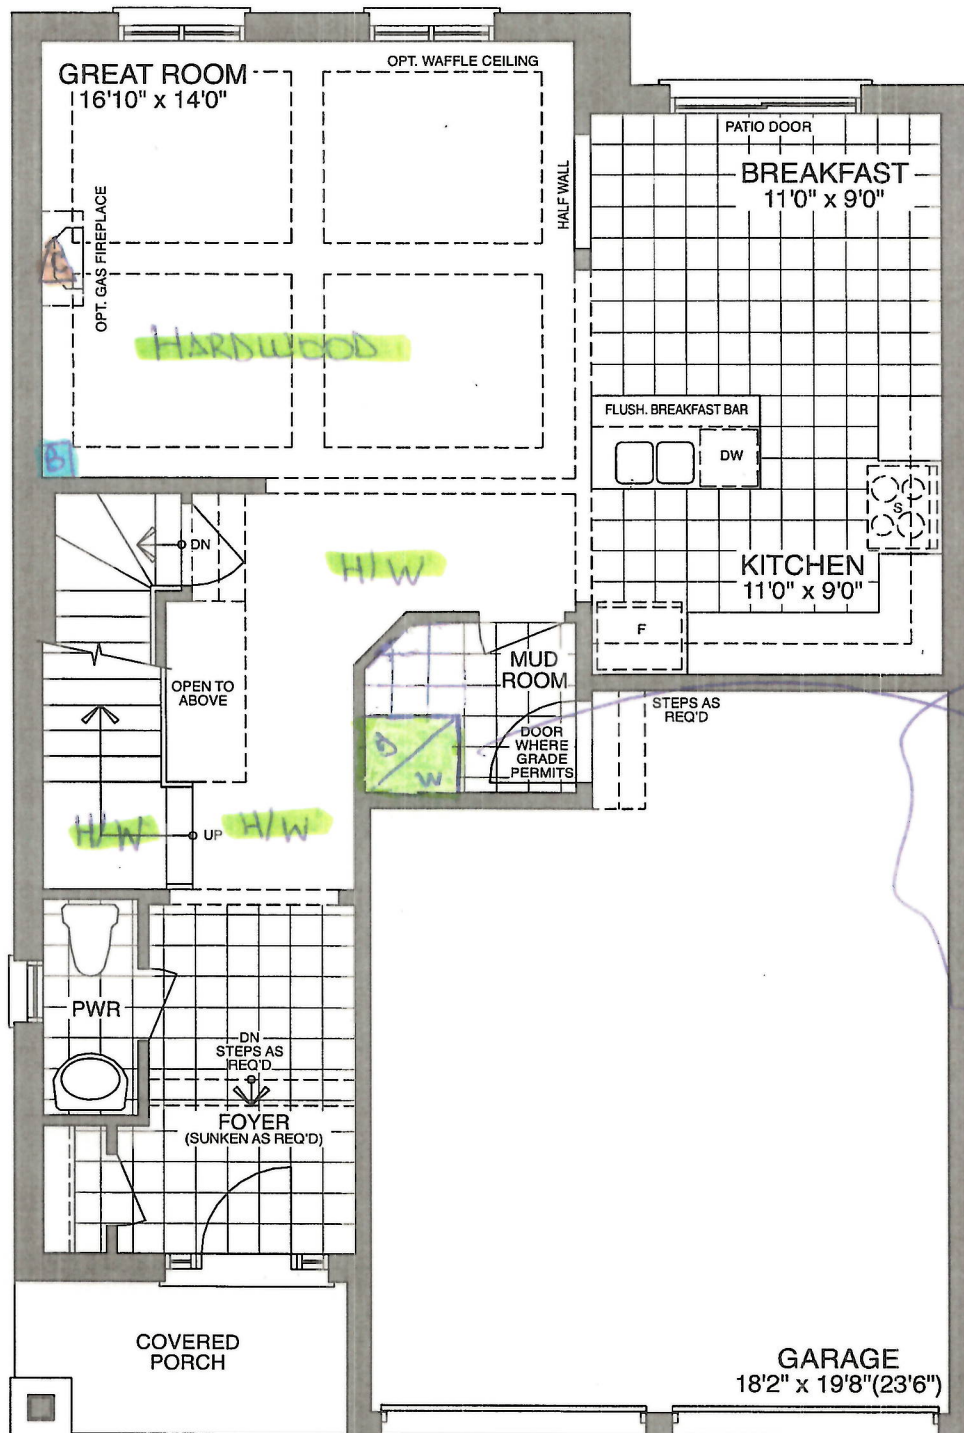 GREAT ROOM
16'10" x 14'0"
OPT. WAFFLE CEILING
PATIO DOOR
BREAKFAST
11'0" x 9'0"
HALF WALL
OPT. GAS FIREPLACE
HARDWOOD
FLUSH. BREAKFAST BAR
DW
B
S
DN
H/W
KITCHEN
11'0" x 9'0"
F
MUD
ROOM
OPEN TO
ABOVE
STEPS AS
REQ'D
DOOR
WHERE
GRADE
PERMITS
B/W
H/W
UP
H/W
PWR
DN
STEPS AS
REQ'D
FOYER
(SUNKEN AS REQ'D)
COVERED
PORCH
GARAGE
18'2" x 19'8"(23'6")